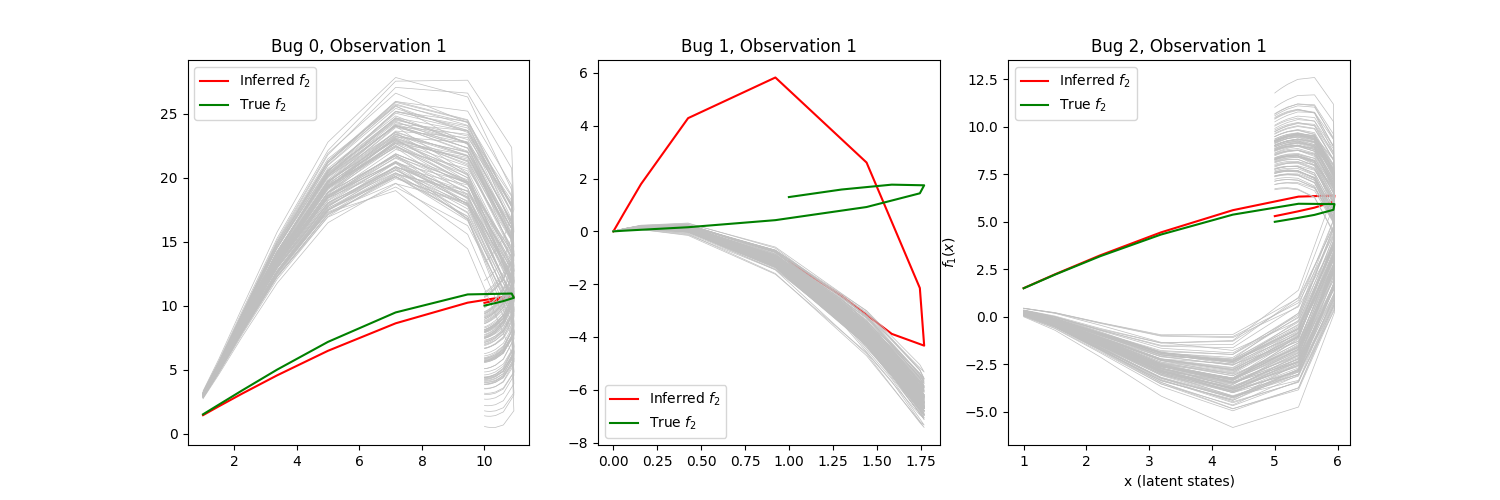 Bug 0, Observation 1
Inferred f₂
True f₂
25
20
15
10
5
0
2 4 6 8 10
Bug 1, Observation 1
6
4
2
0
−2
−4
−6
−8
Inferred f₂
True f₂
0.00 0.25 0.50 0.75 1.00 1.25 1.50 1.75
Bug 2, Observation 1
Inferred f₂
True f₂
f₁(x)
12.5
10.0
7.5
5.0
2.5
0.0
−2.5
−5.0
1 2 3 4 5 6
x (latent states)